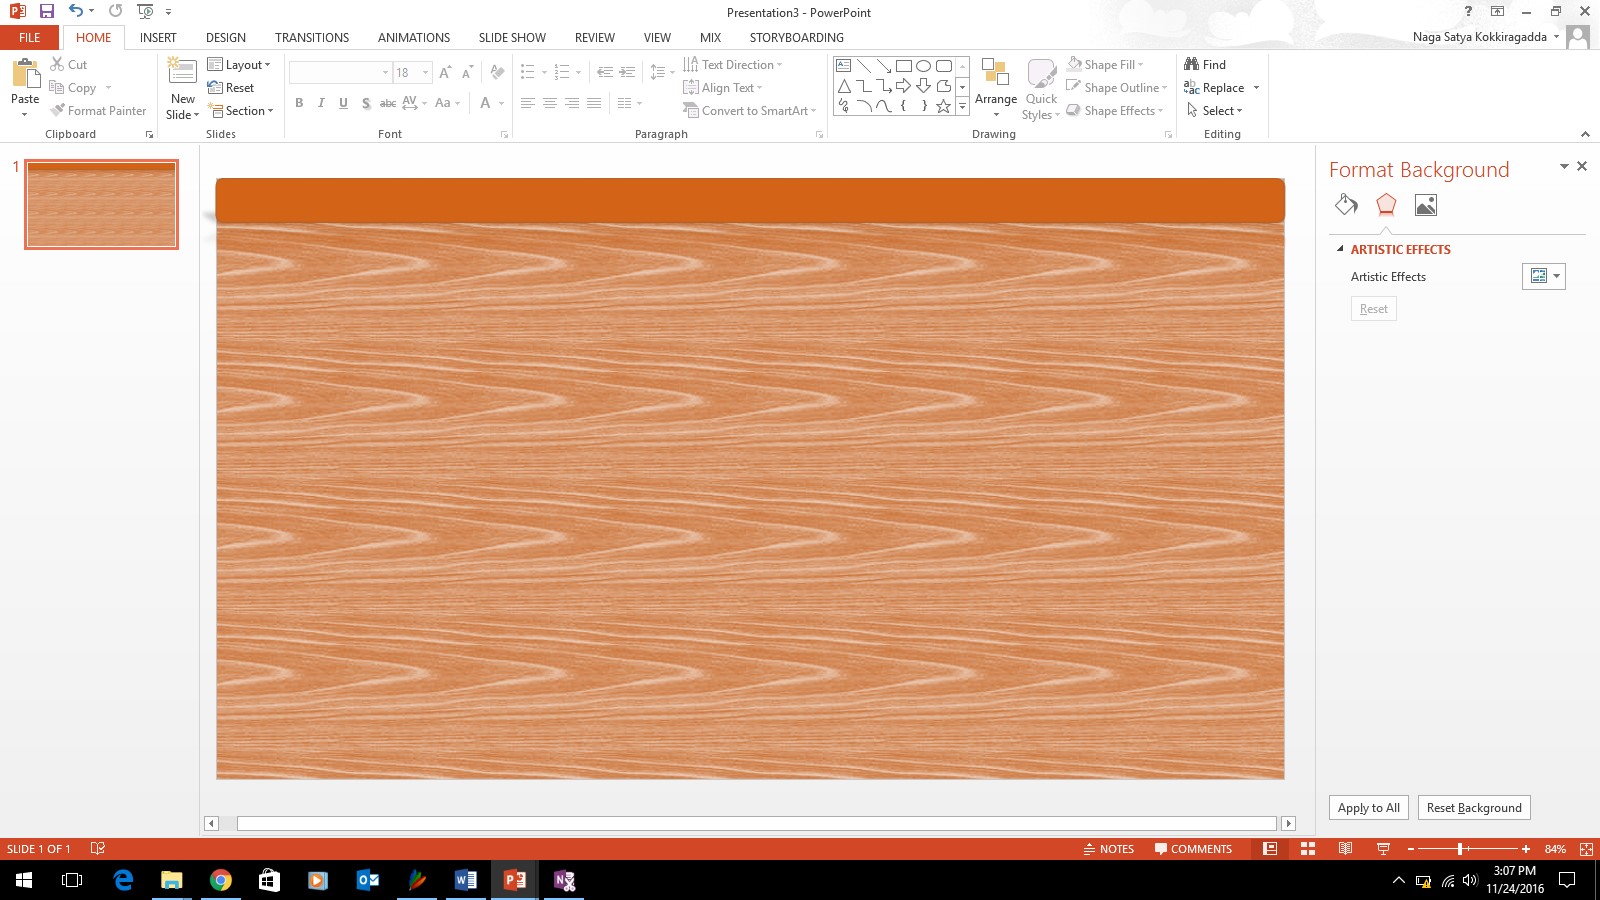 Presentation3 - PowerPoint
?
FILE HOME INSERT DESIGN TRANSITIONS ANIMATIONS SLIDE SHOW REVIEW VIEW MIX STORYBOARDING
Naga Satya Kokkiragadda
Paste
Cut
Copy
Format Painter
Clipboard
New Slide
Layout
Reset
Section
Slides
18 A A
B I U S abc AV Aa A
Font
Text Direction
Align Text
Convert to SmartArt
Paragraph
Arrange
Quick Styles
Shape Fill
Shape Outline
Shape Effects
Drawing
Find
Replace
Select
Editing
1
Format Background
ARTISTIC EFFECTS
Artistic Effects
Reset
Apply to All Reset Background
SLIDE 1 OF 1
NOTES COMMENTS
84%
3:07 PM
11/24/2016